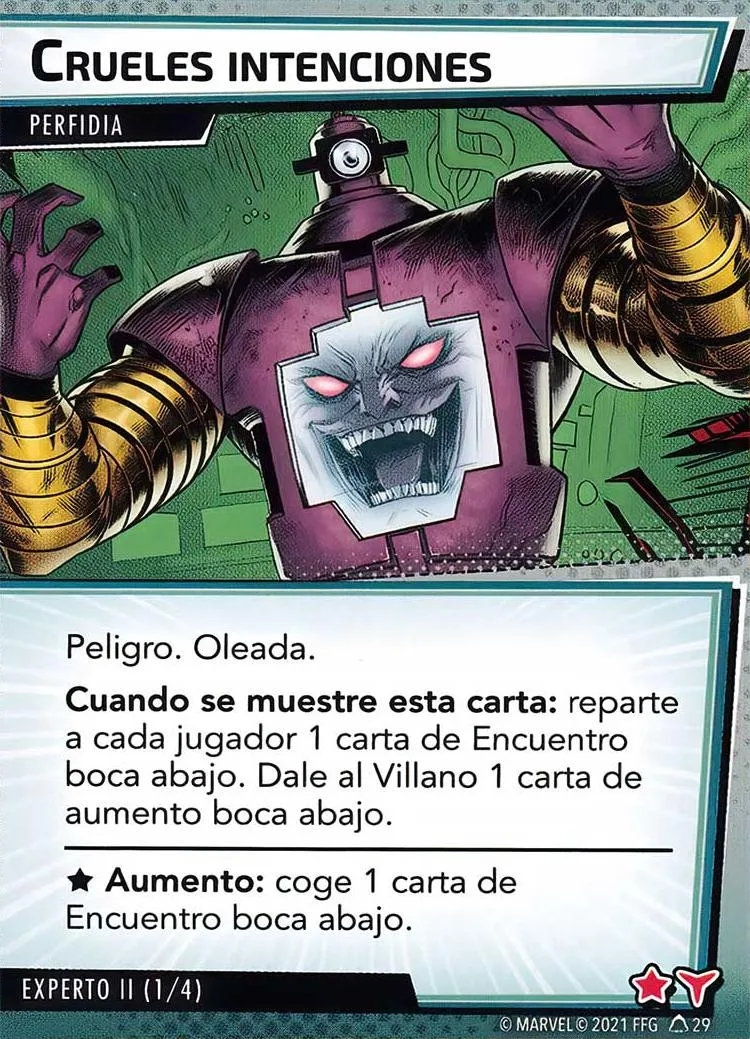 CRUELES INTENCIONES
PERFIDIA
Peligro. Oleada.
Cuando se muestre esta carta: reparte
a cada jugador 1 carta de Encuentro
boca abajo. Dale al Villano 1 carta de
aumento boca abajo.
★ Aumento: coge 1 carta de
Encuentro boca abajo.
EXPERTO II (1/4)
© MARVEL © 2021 FFG 29